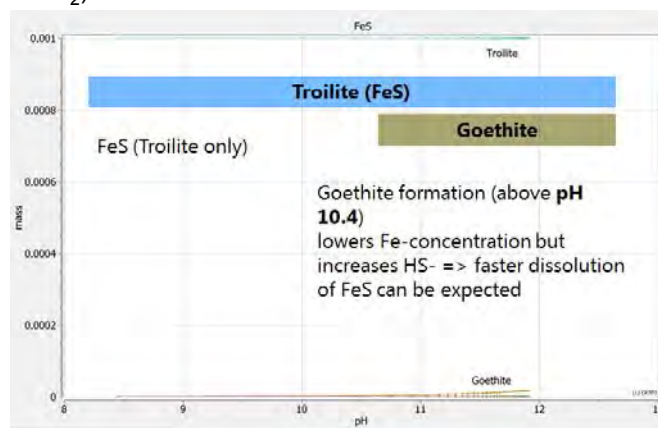 2,
FeS
0.001
Troilite
Troilite (FeS)
0.0008
Goethite
FeS (Troilite only)
0.0006
Goethite formation (above pH
10.4)
lowers Fe-concentration but
increases HS- => faster dissolution
of FeS can be expected
mass
0.0004
0.0002
Goethite
0
8
9
10
11
12
pH